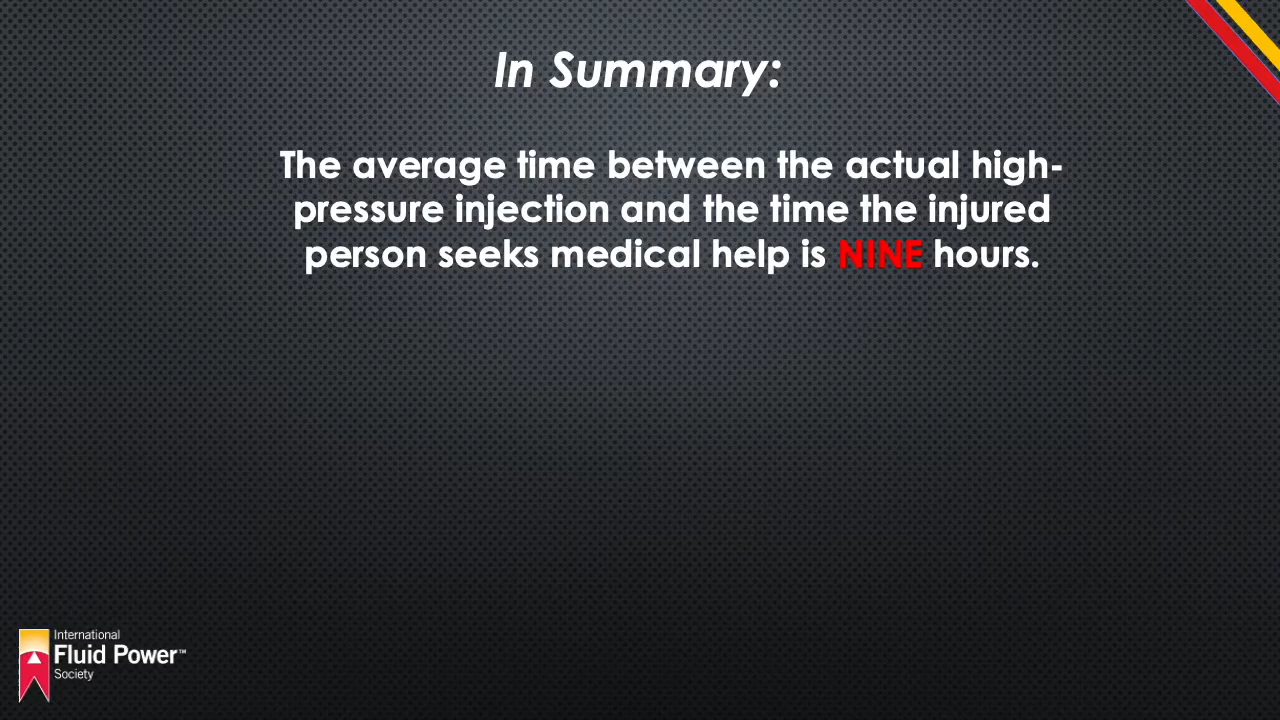 In Summary:
The average time between the actual high-
pressure injection and the time the injured
person seeks medical help is NINE hours.
International
Fluid Power™
Society